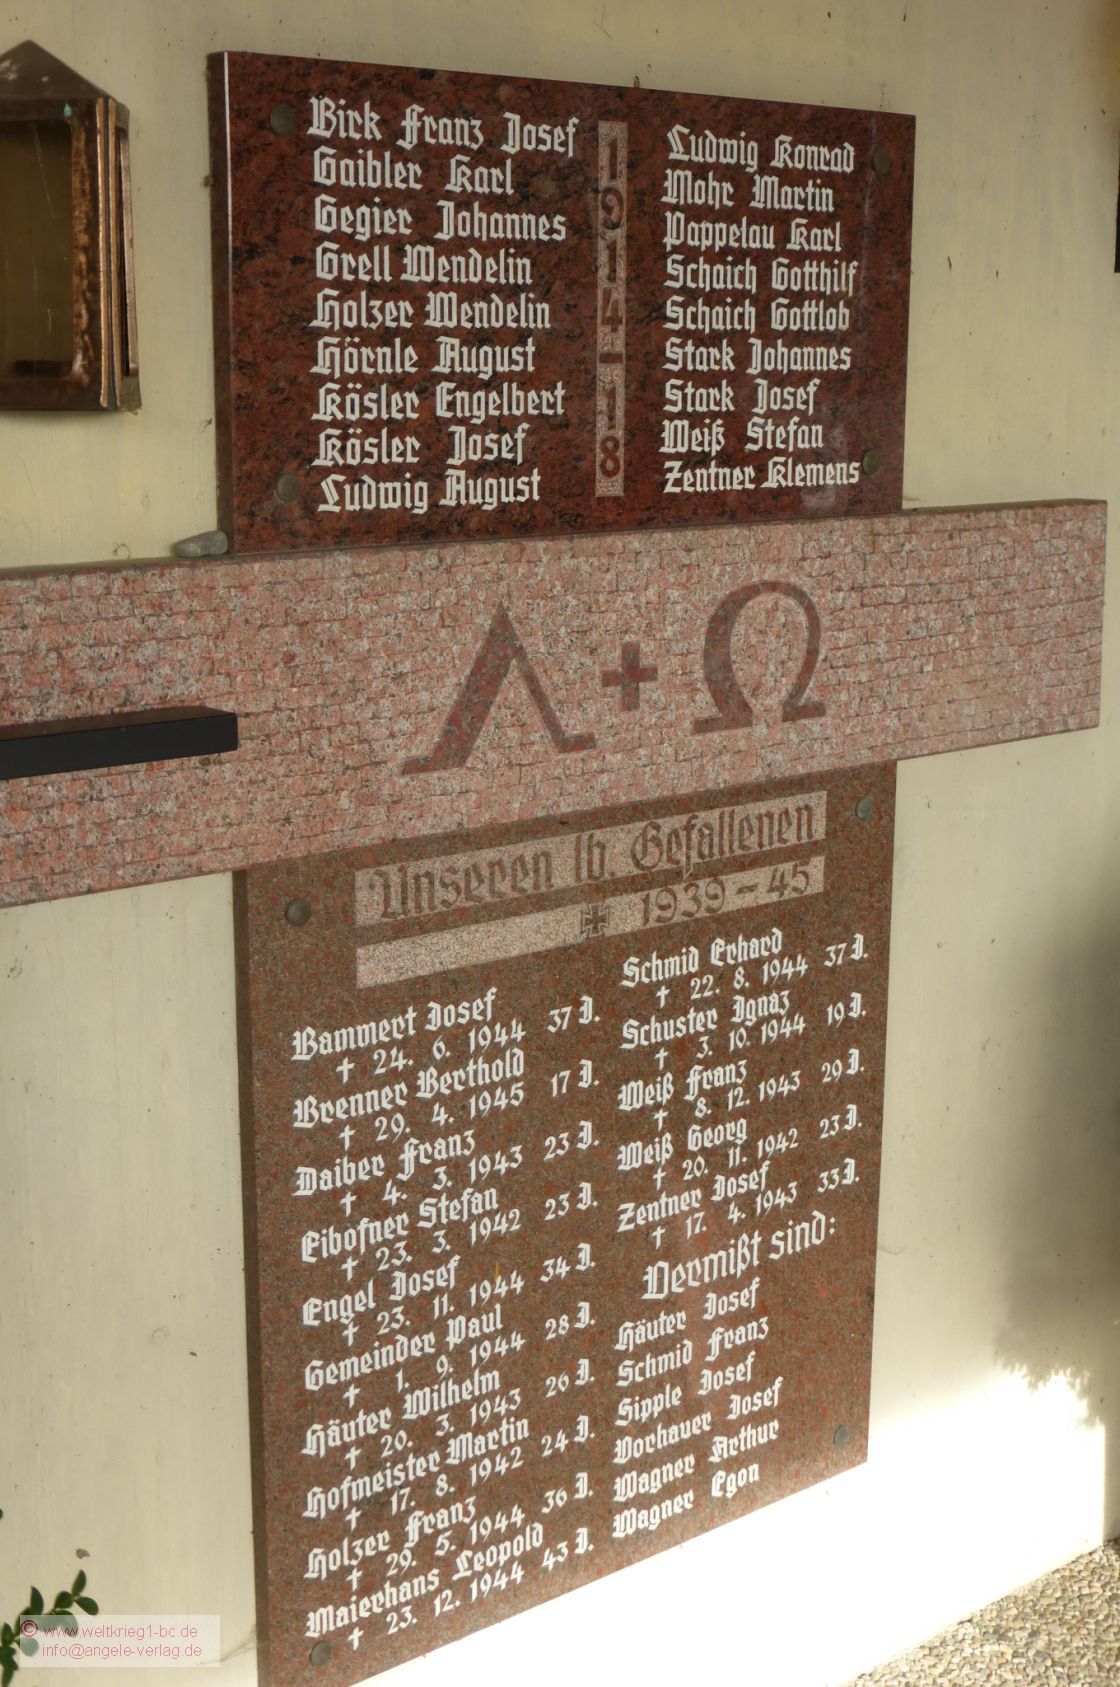 Birk Franz Josef
Gaibler Karl
Gegier Johannes
Grell Wendelin
Holzer Wendelin
Hörnle August
Kösler Engelbert
Kösler Josef
Ludwig August
1914-18
Ludwig Konrad
Mohr Martin
Pappelau Karl
Schaich Gotthilf
Schaich Gottlob
Stark Johannes
Stark Josef
Weiß Stefan
Zentner Klemens
Α + Ω
Unseren lb. Gefallenen
1939 - 45
Bammert Josef
† 24. 6. 1944 37 J.
Brenner Berthold
† 29. 4. 1945 17 J.
Daiber Franz
† 4. 3. 1943 23 J.
Eibofner Stefan
† 23. 3. 1942 23 J.
Engel Josef
† 23. 11. 1944 34 J.
Gemeinder Paul
† 1. 9. 1944 28 J.
Häuter Wilhelm
† 20. 3. 1943 26 J.
Hofmeister Martin
† 17. 8. 1942 24 J.
Holzer Franz
† 29. 5. 1944 36 J.
Maierhans Leopold
† 23. 12. 1944 43 J.
Schmid Erhard
† 22. 8. 1944 37 J.
Schuster Ignaz
† 3. 10. 1944 19 J.
Weiß Franz
† 8. 12. 1943 29 J.
Weiß Georg
† 20. 11. 1942 23 J.
Zentner Josef
† 17. 4. 1943 33 J.
Vermißt sind:
Häuter Josef
Schmid Franz
Sipple Josef
Vorhauer Josef
Wagner Arthur
Wagner Egon
© www.weltkrieg1-bc.de
info@angele-verlag.de